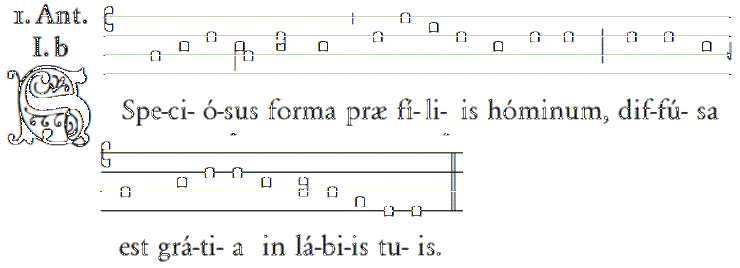 1. Ant.
I. b
Spe-ci- ó-sus forma præ fí- li- is hóminum, dif-fú- sa
est grá-ti- a in lá-bi-is tu- is.